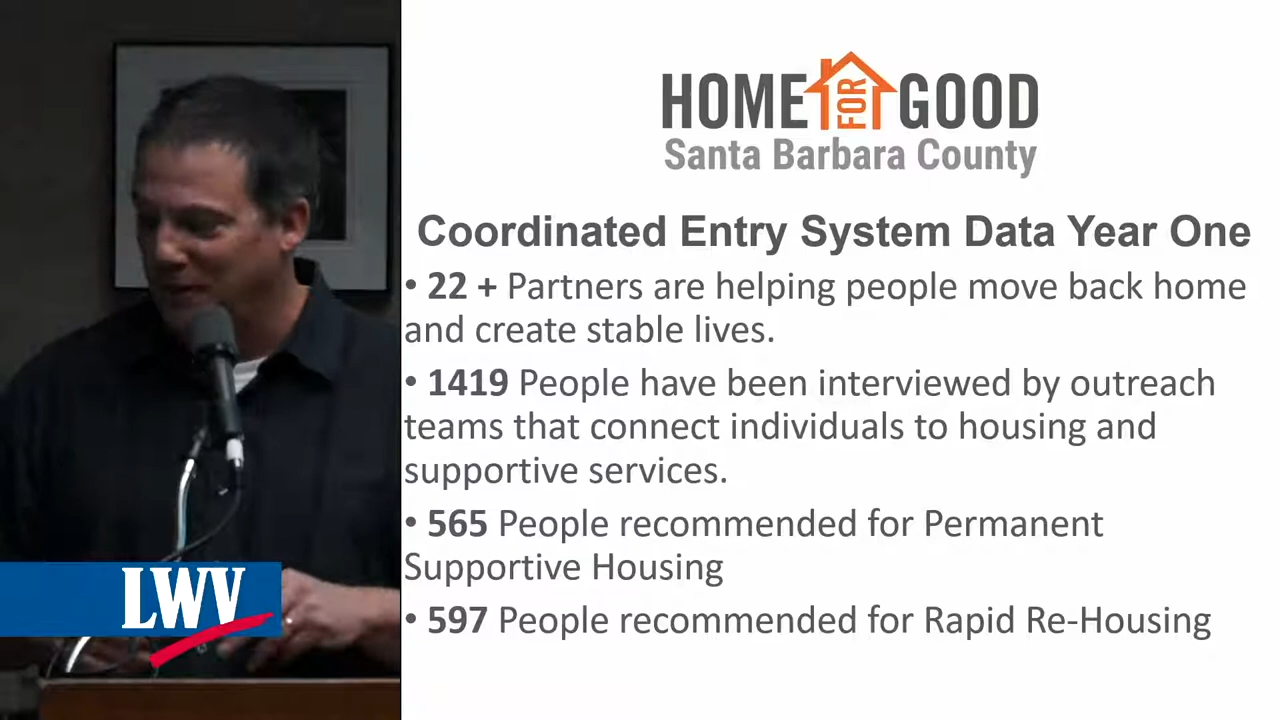 HOME FOR GOOD
Santa Barbara County
Coordinated Entry System Data Year One
• 22 + Partners are helping people move back home
and create stable lives.
• 1419 People have been interviewed by outreach
teams that connect individuals to housing and
supportive services.
• 565 People recommended for Permanent
Supportive Housing
• 597 People recommended for Rapid Re-Housing
LWV